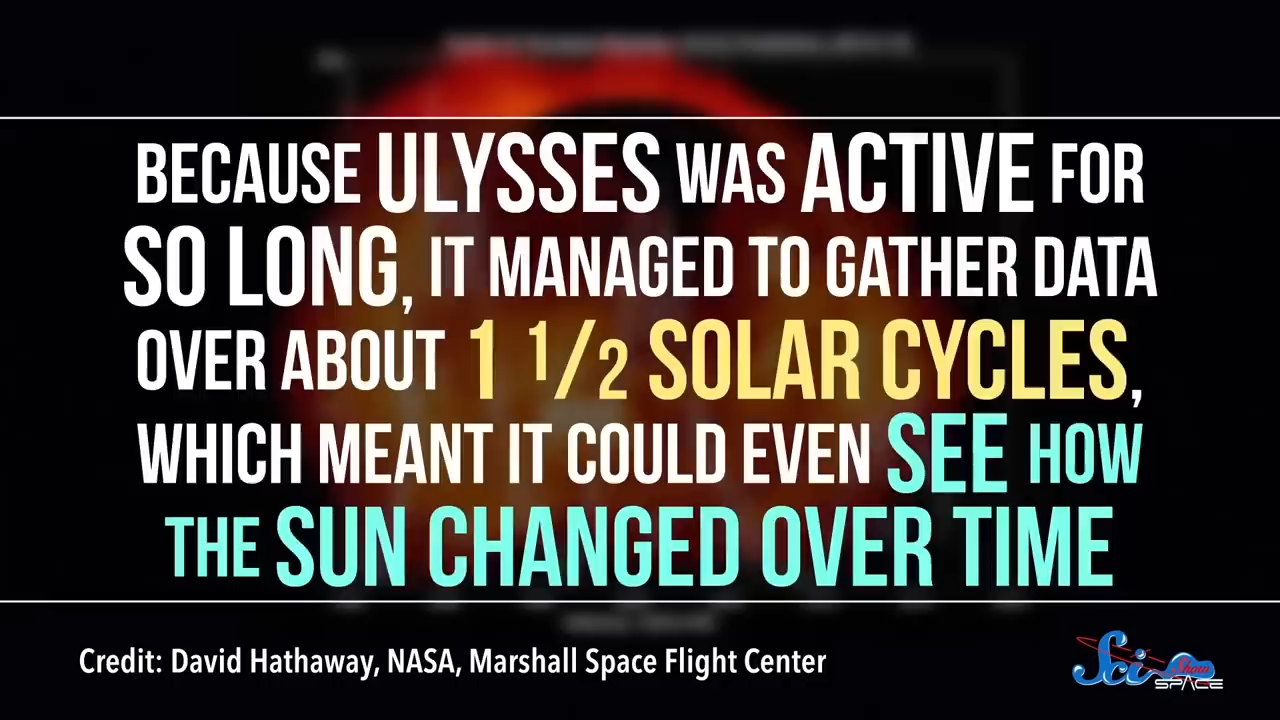 BECAUSE ULYSSES WAS ACTIVE FOR
SO LONG, IT MANAGED TO GATHER DATA
OVER ABOUT 1 1/2 SOLAR CYCLES,
WHICH MEANT IT COULD EVEN SEE HOW
THE SUN CHANGED OVER TIME
Credit: David Hathaway, NASA, Marshall Space Flight Center
Sci Show
SPACE